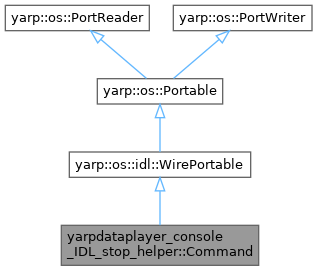 yarp::os::PortReader
yarp::os::PortWriter
yarp::os::Portable
yarp::os::idl::WirePortable
yarpdataplayer_console
_IDL_stop_helper::Command